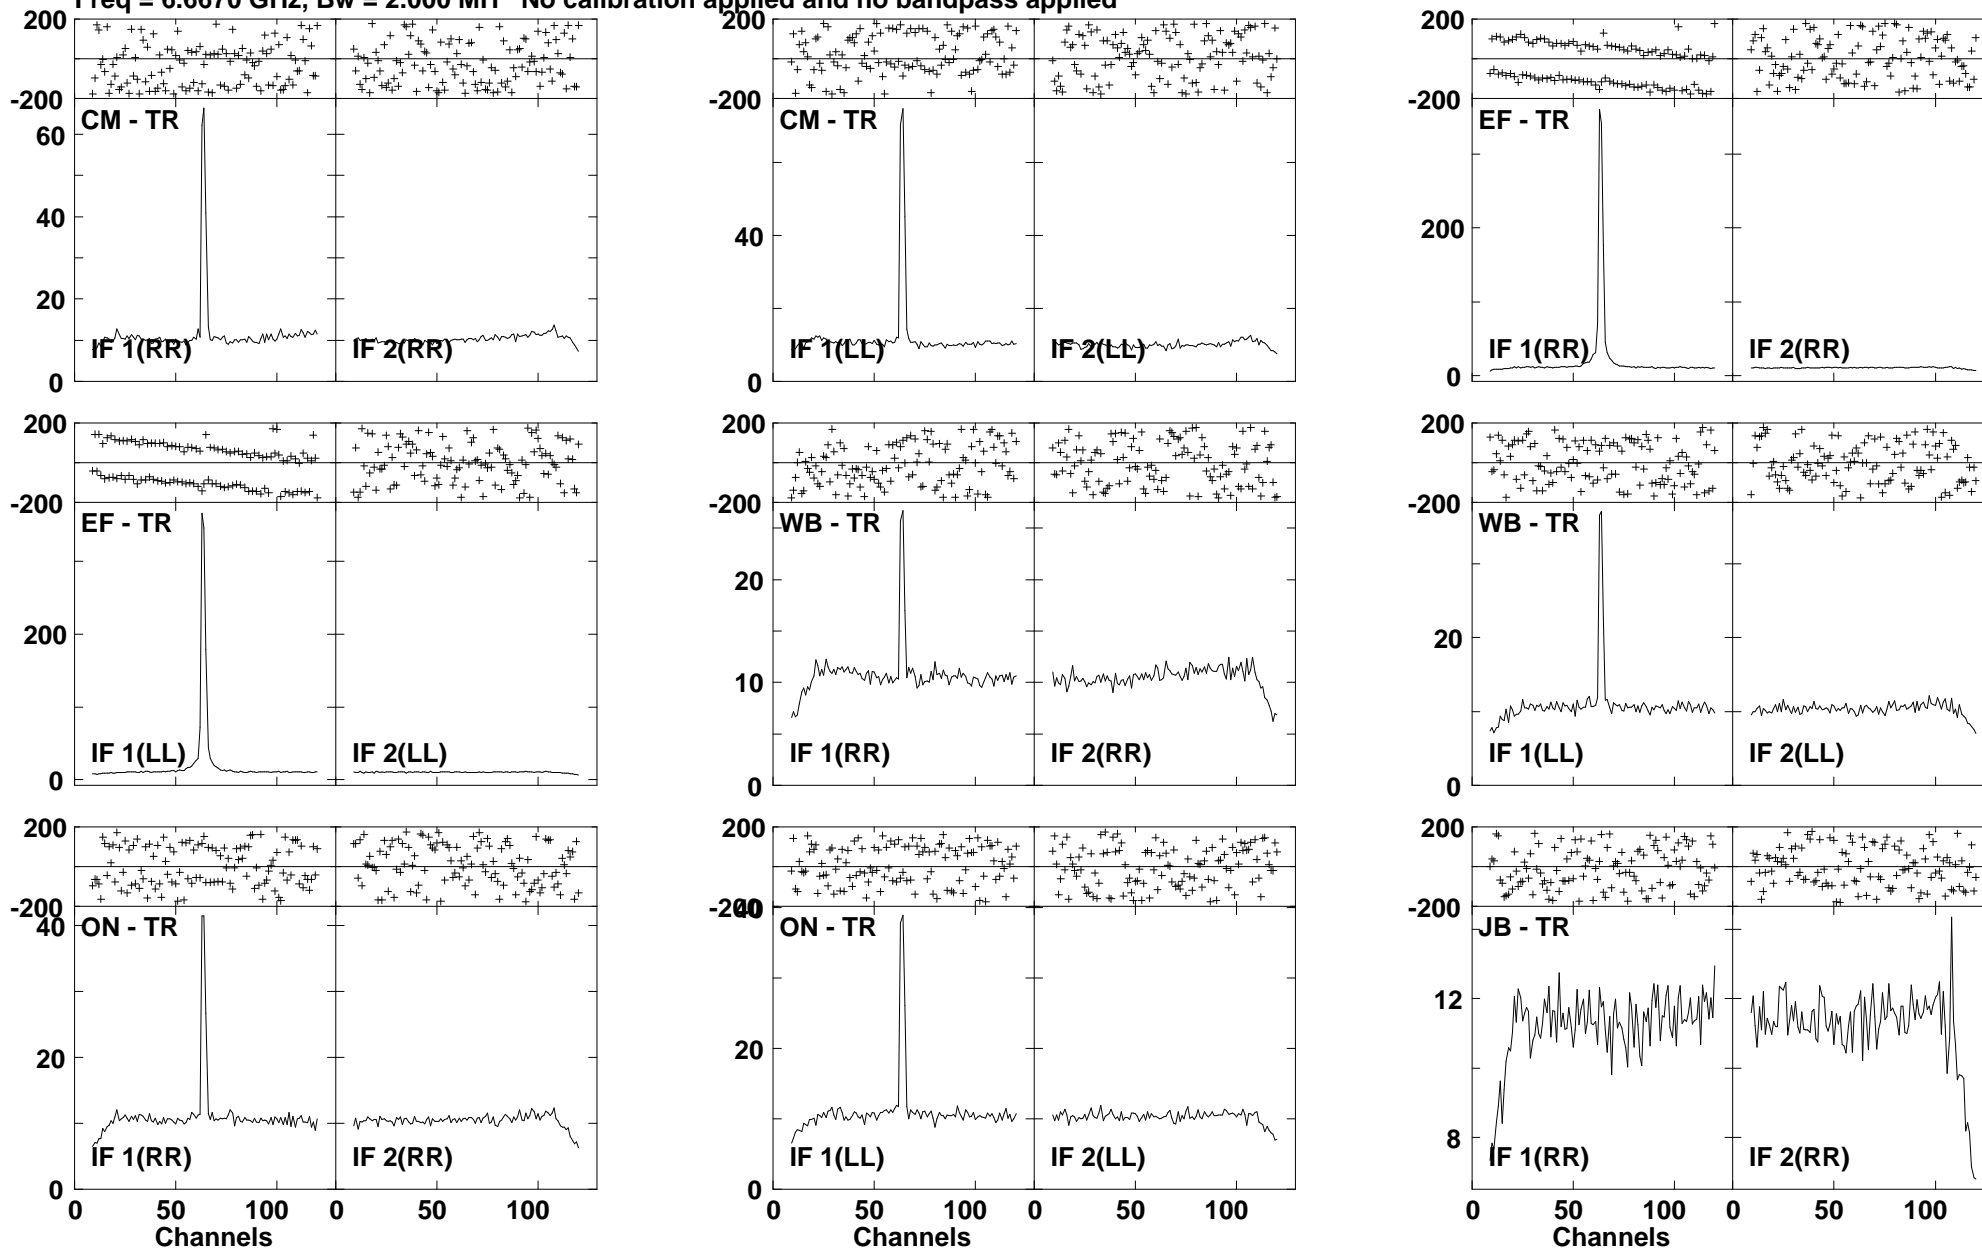 Freq = 6.6670 GHz, Bw = 2.000 MH No calibration applied and no bandpass applied
200
-200
CM - TR
60
40
20
0
IF 1(RR)
IF 2(RR)
CM - TR
40
0
IF 1(LL)
IF 2(LL)
200
-200
EF - TR
200
0
IF 1(RR)
IF 2(RR)
200
-200
EF - TR
200
0
IF 1(LL)
IF 2(LL)
200
-200
WB - TR
20
10
0
IF 1(RR)
IF 2(RR)
200
-200
WB - TR
20
0
IF 1(LL)
IF 2(LL)
200
-200
ON - TR
40
20
0
IF 1(RR)
IF 2(RR)
0 50 100 0 50 100
Channels
200
-200
40
ON - TR
20
0
IF 1(LL)
IF 2(LL)
0 50 100 0 50 100
Channels
200
-200
JB - TR
12
8
IF 1(RR)
IF 2(RR)
0 50 100 0 50 100
Channels